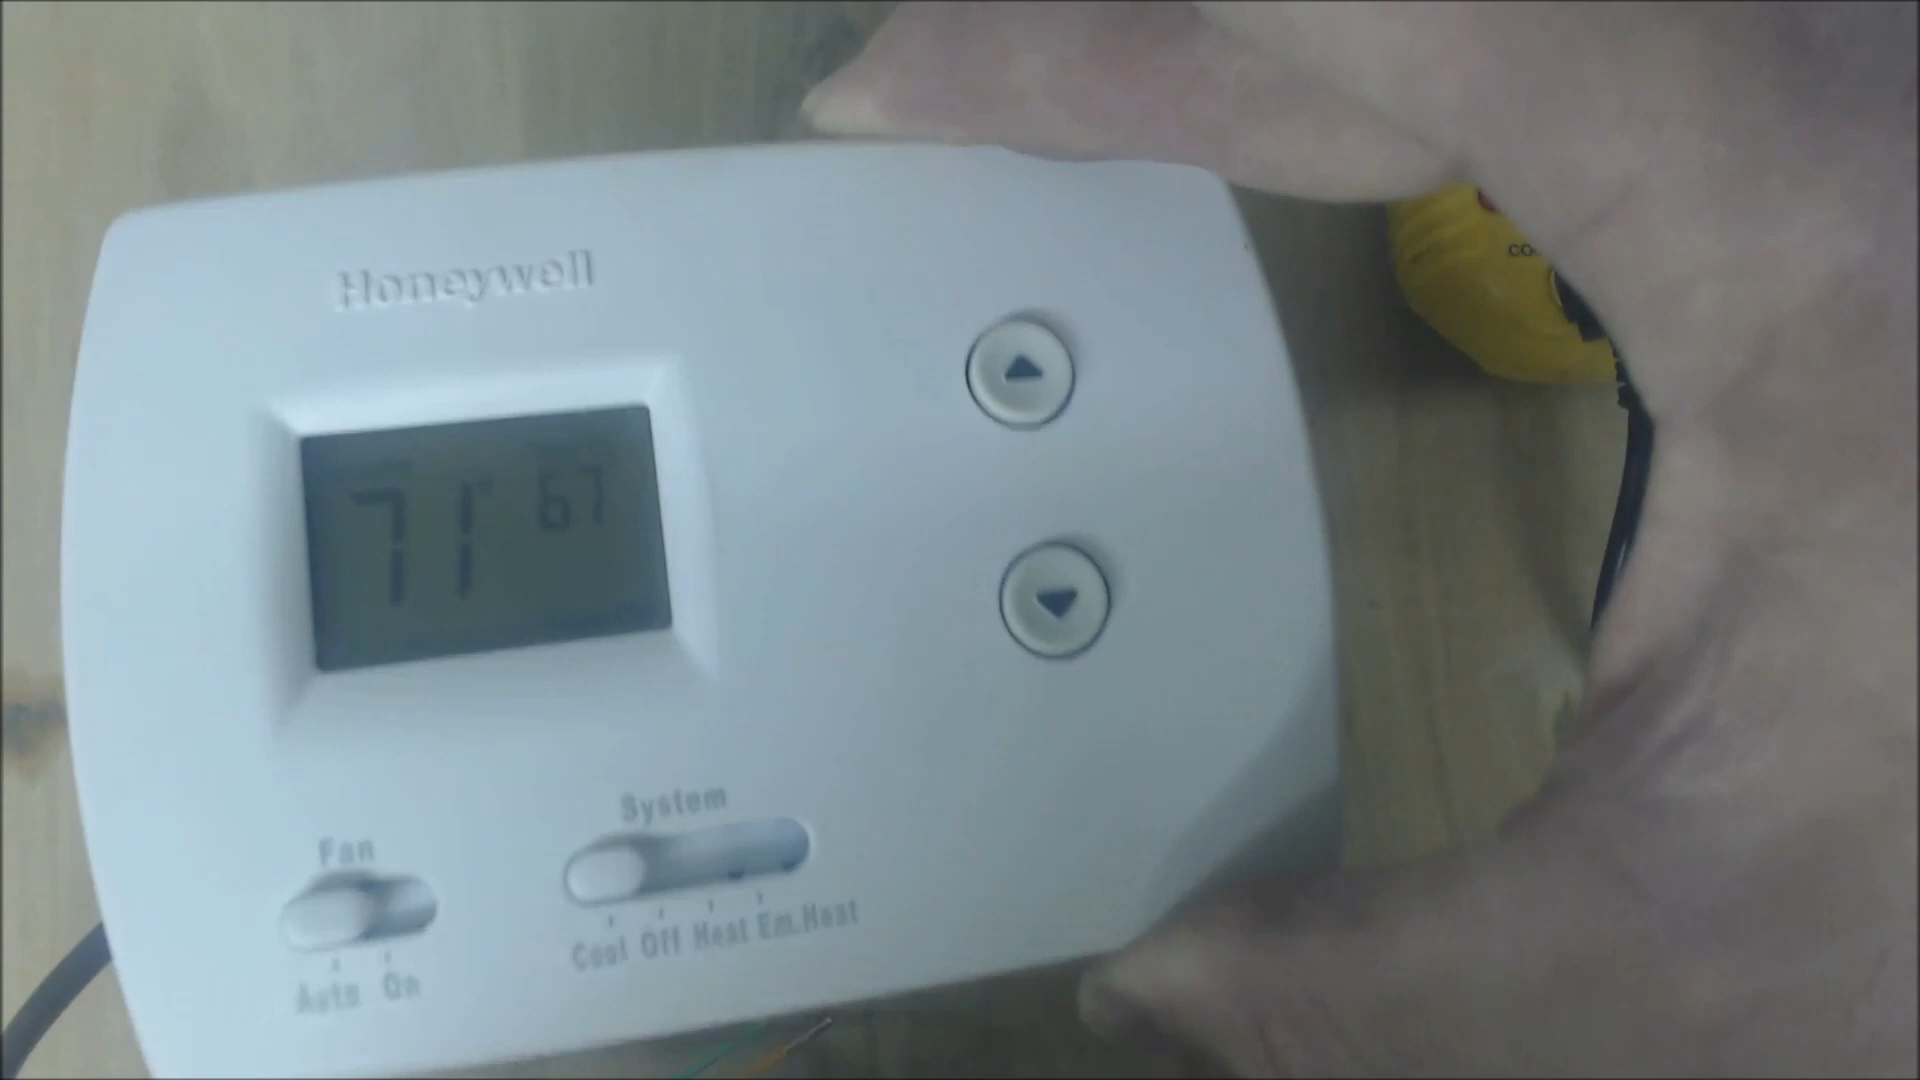 Honeywell
71° 67
System
Fan
Cool Off Heat Em.Heat
Auto On